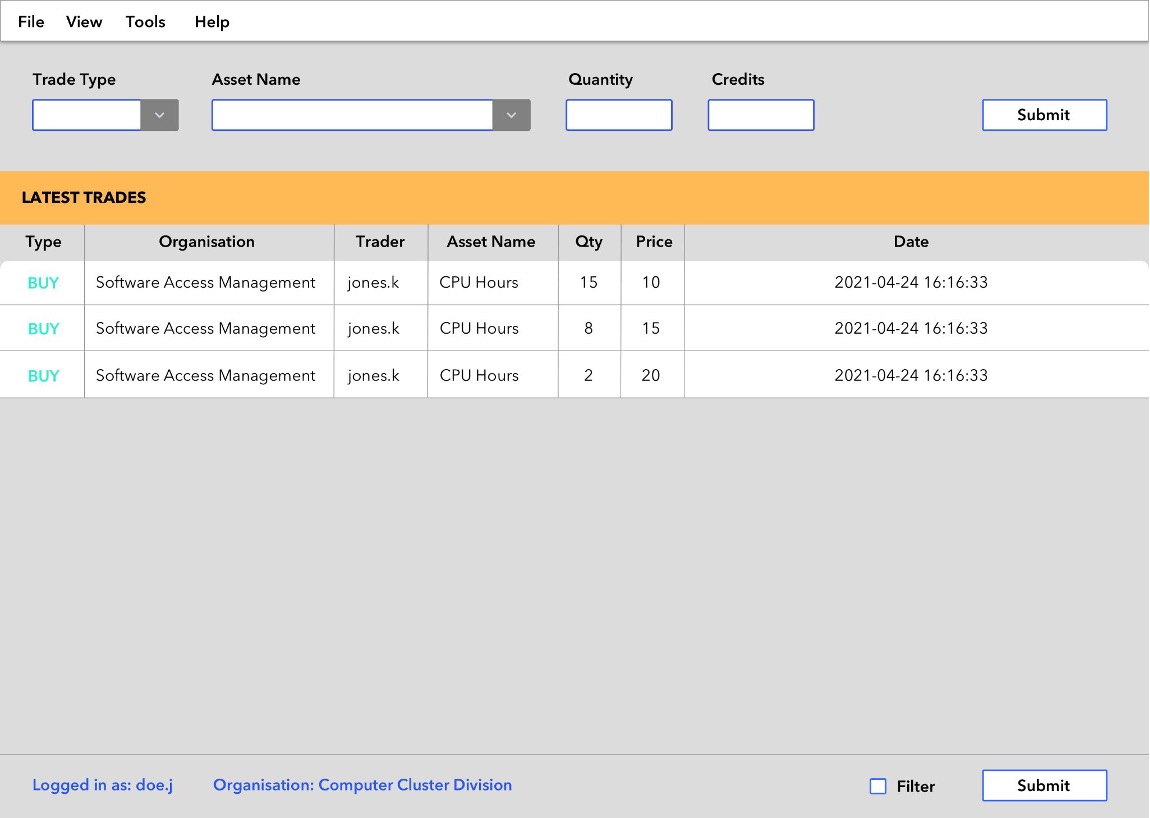 File View Tools Help
Trade Type Asset Name Quantity Credits
Submit
LATEST TRADES
Type Organisation Trader Asset Name Qty Price Date
BUY Software Access Management jones.k CPU Hours 15 10 2021-04-24 16:16:33
BUY Software Access Management jones.k CPU Hours 8 15 2021-04-24 16:16:33
BUY Software Access Management jones.k CPU Hours 2 20 2021-04-24 16:16:33
Logged in as: doe.j Organisation: Computer Cluster Division Filter Submit